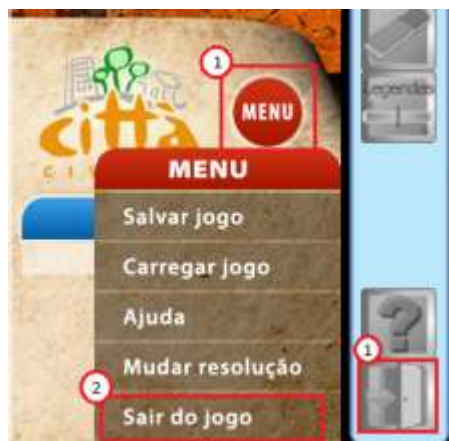 1
MENU
città
MENU
Salvar jogo
Carregar jogo
Ajuda
Mudar resolução
2
Sair do jogo
Legendas
?
1